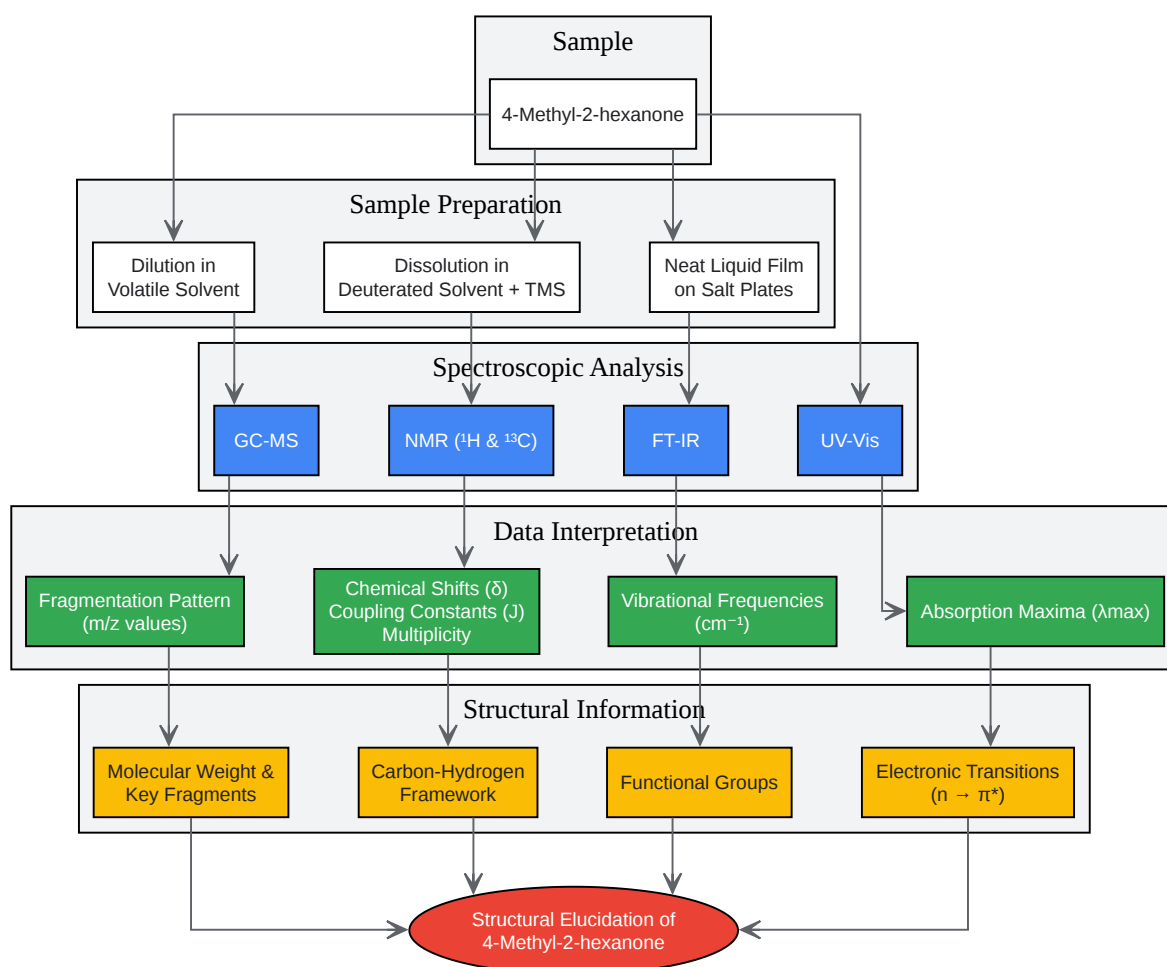 Sample
4-Methyl-2-hexanone
Sample Preparation
Dilution in
Volatile Solvent
Dissolution in
Deuterated Solvent + TMS
Neat Liquid Film
on Salt Plates
Spectroscopic Analysis
GC-MS
NMR (¹H & ¹³C)
FT-IR
UV-Vis
Data Interpretation
Fragmentation Pattern
(m/z values)
Chemical Shifts (δ)
Coupling Constants (J)
Multiplicity
Vibrational Frequencies
(cm⁻¹)
Absorption Maxima (λmax)
Structural Information
Molecular Weight &
Key Fragments
Carbon-Hydrogen
Framework
Functional Groups
Electronic Transitions
(n → π*)
Structural Elucidation of
4-Methyl-2-hexanone